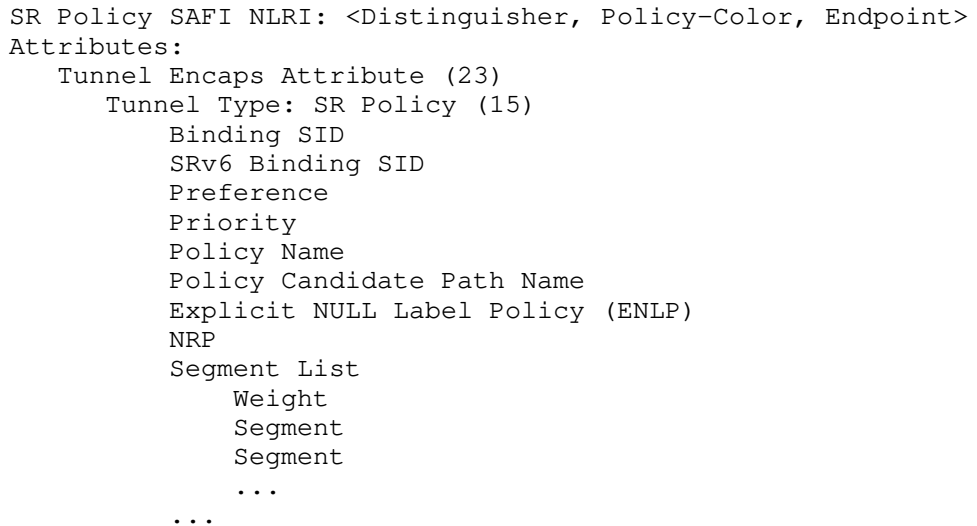 SR Policy SAFI NLRI: <Distinguisher, Policy-Color, Endpoint>
Attributes:
Tunnel Encaps Attribute (23)
Tunnel Type: SR Policy (15)
Binding SID
SRv6 Binding SID
Preference
Priority
Policy Name
Policy Candidate Path Name
Explicit NULL Label Policy (ENLP)
NRP
Segment List
Weight
Segment
Segment
...
...